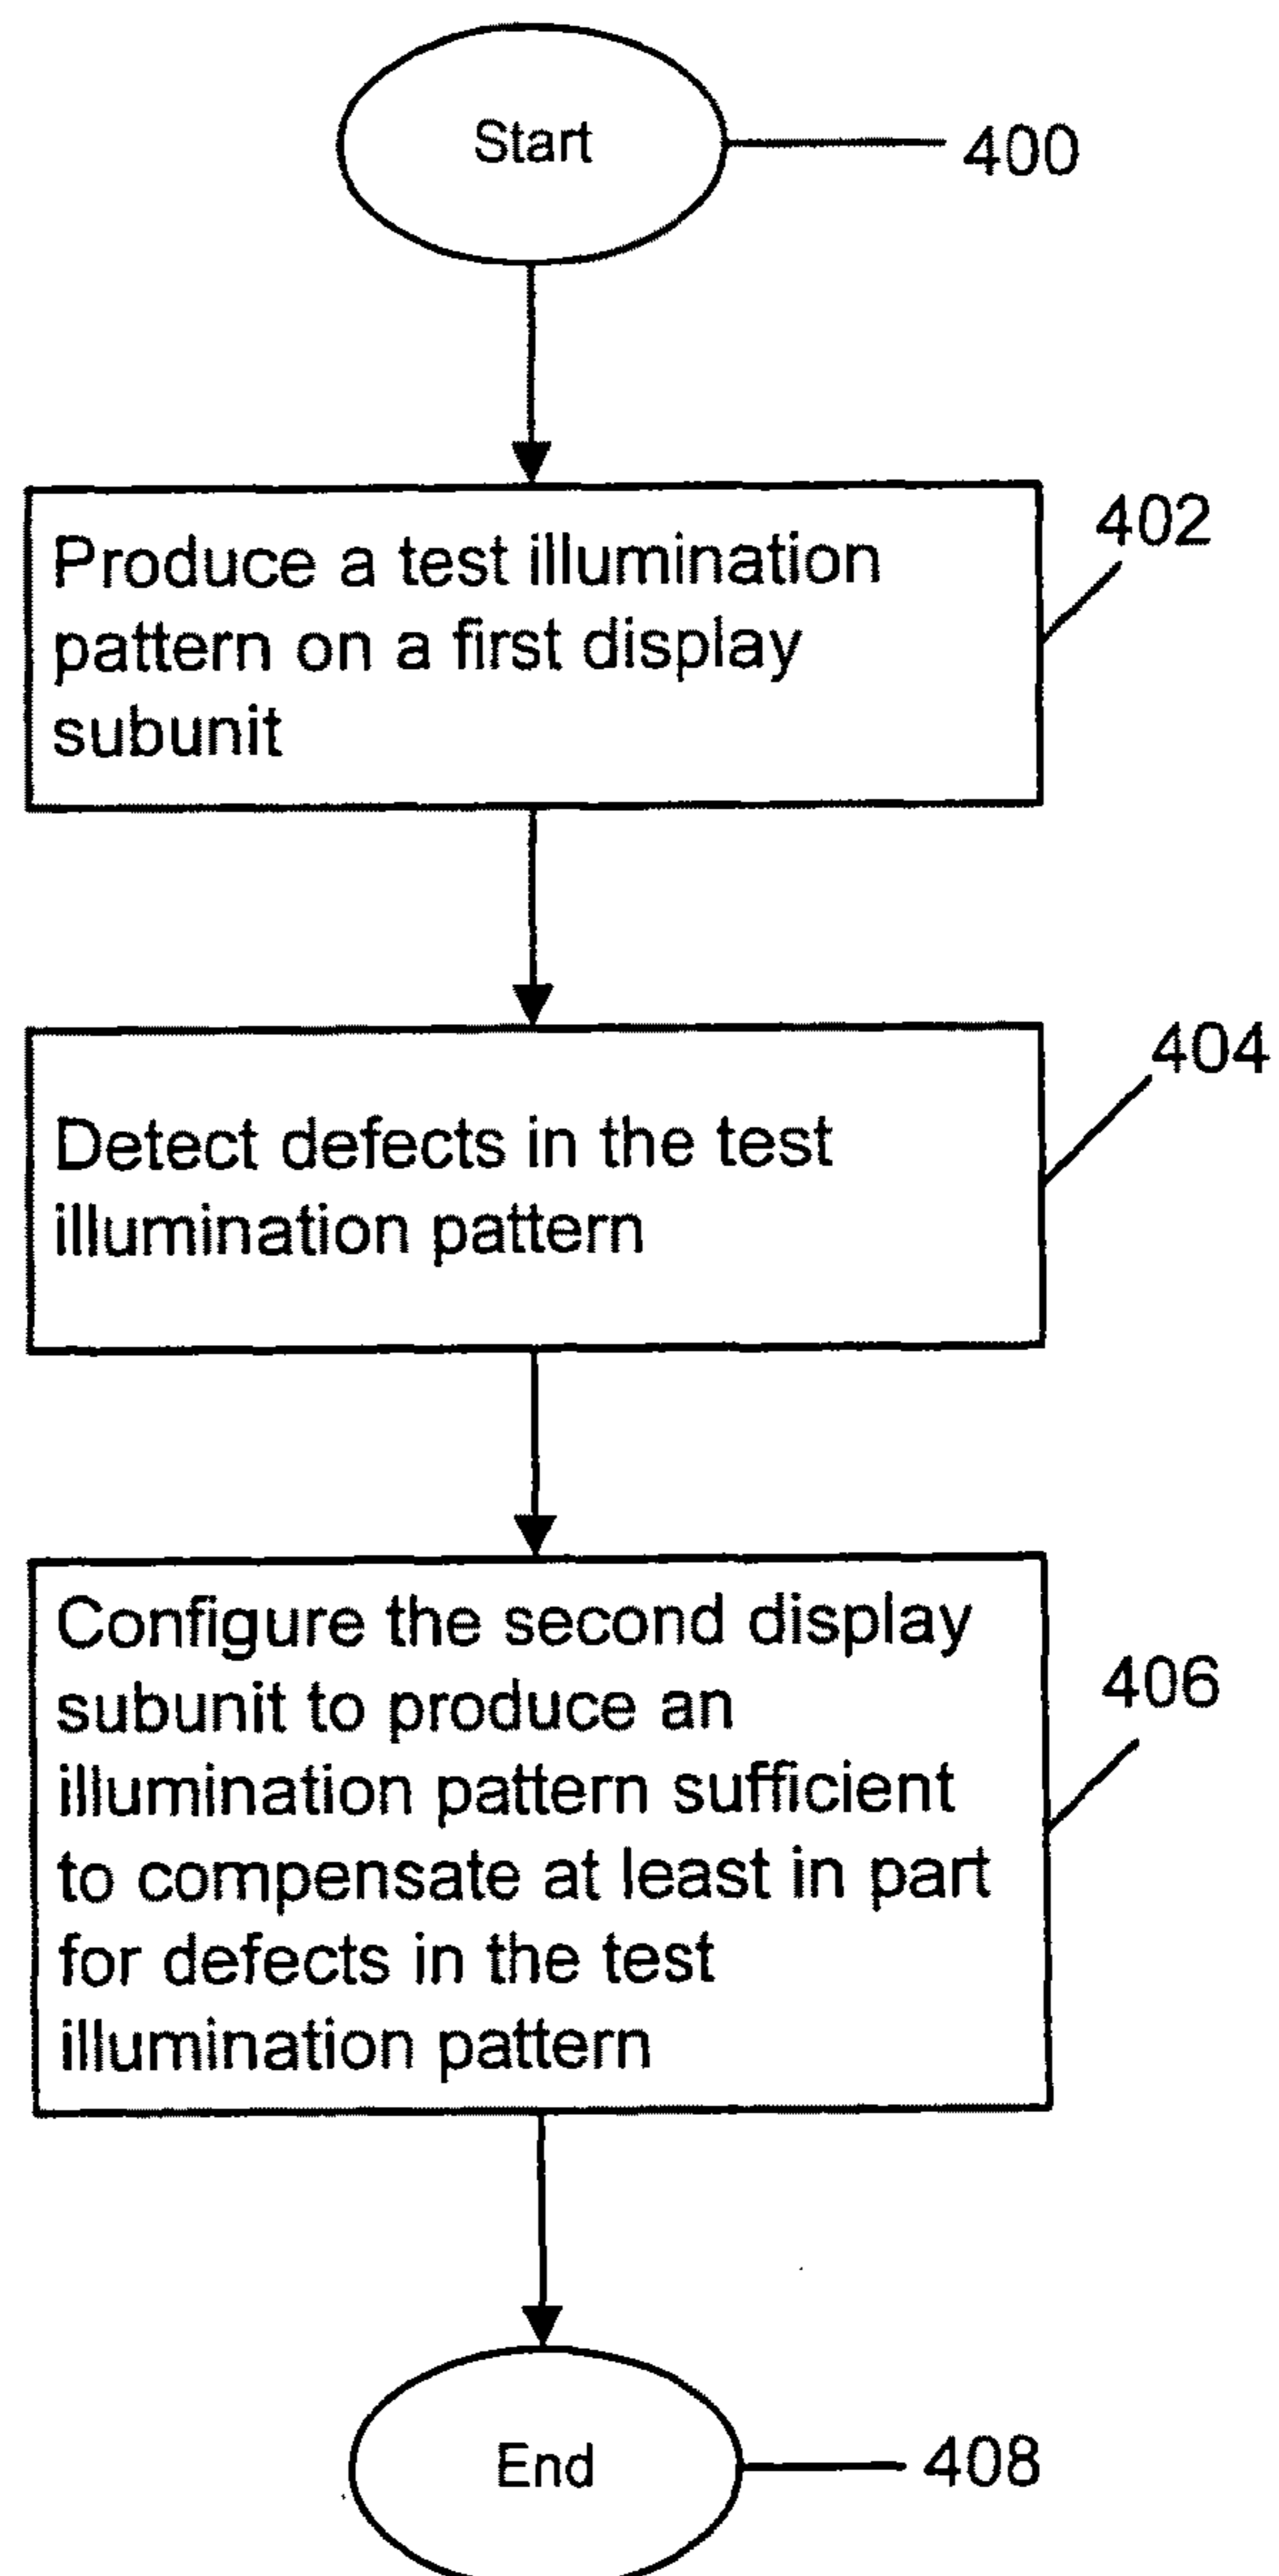 Start
400
402
Produce a test illumination
pattern on a first display
subunit
404
Detect defects in the test
illumination pattern
Configure the second display
subunit to produce an
illumination pattern sufficient
to compensate at least in part
for defects in the test
illumination pattern
406
End
408